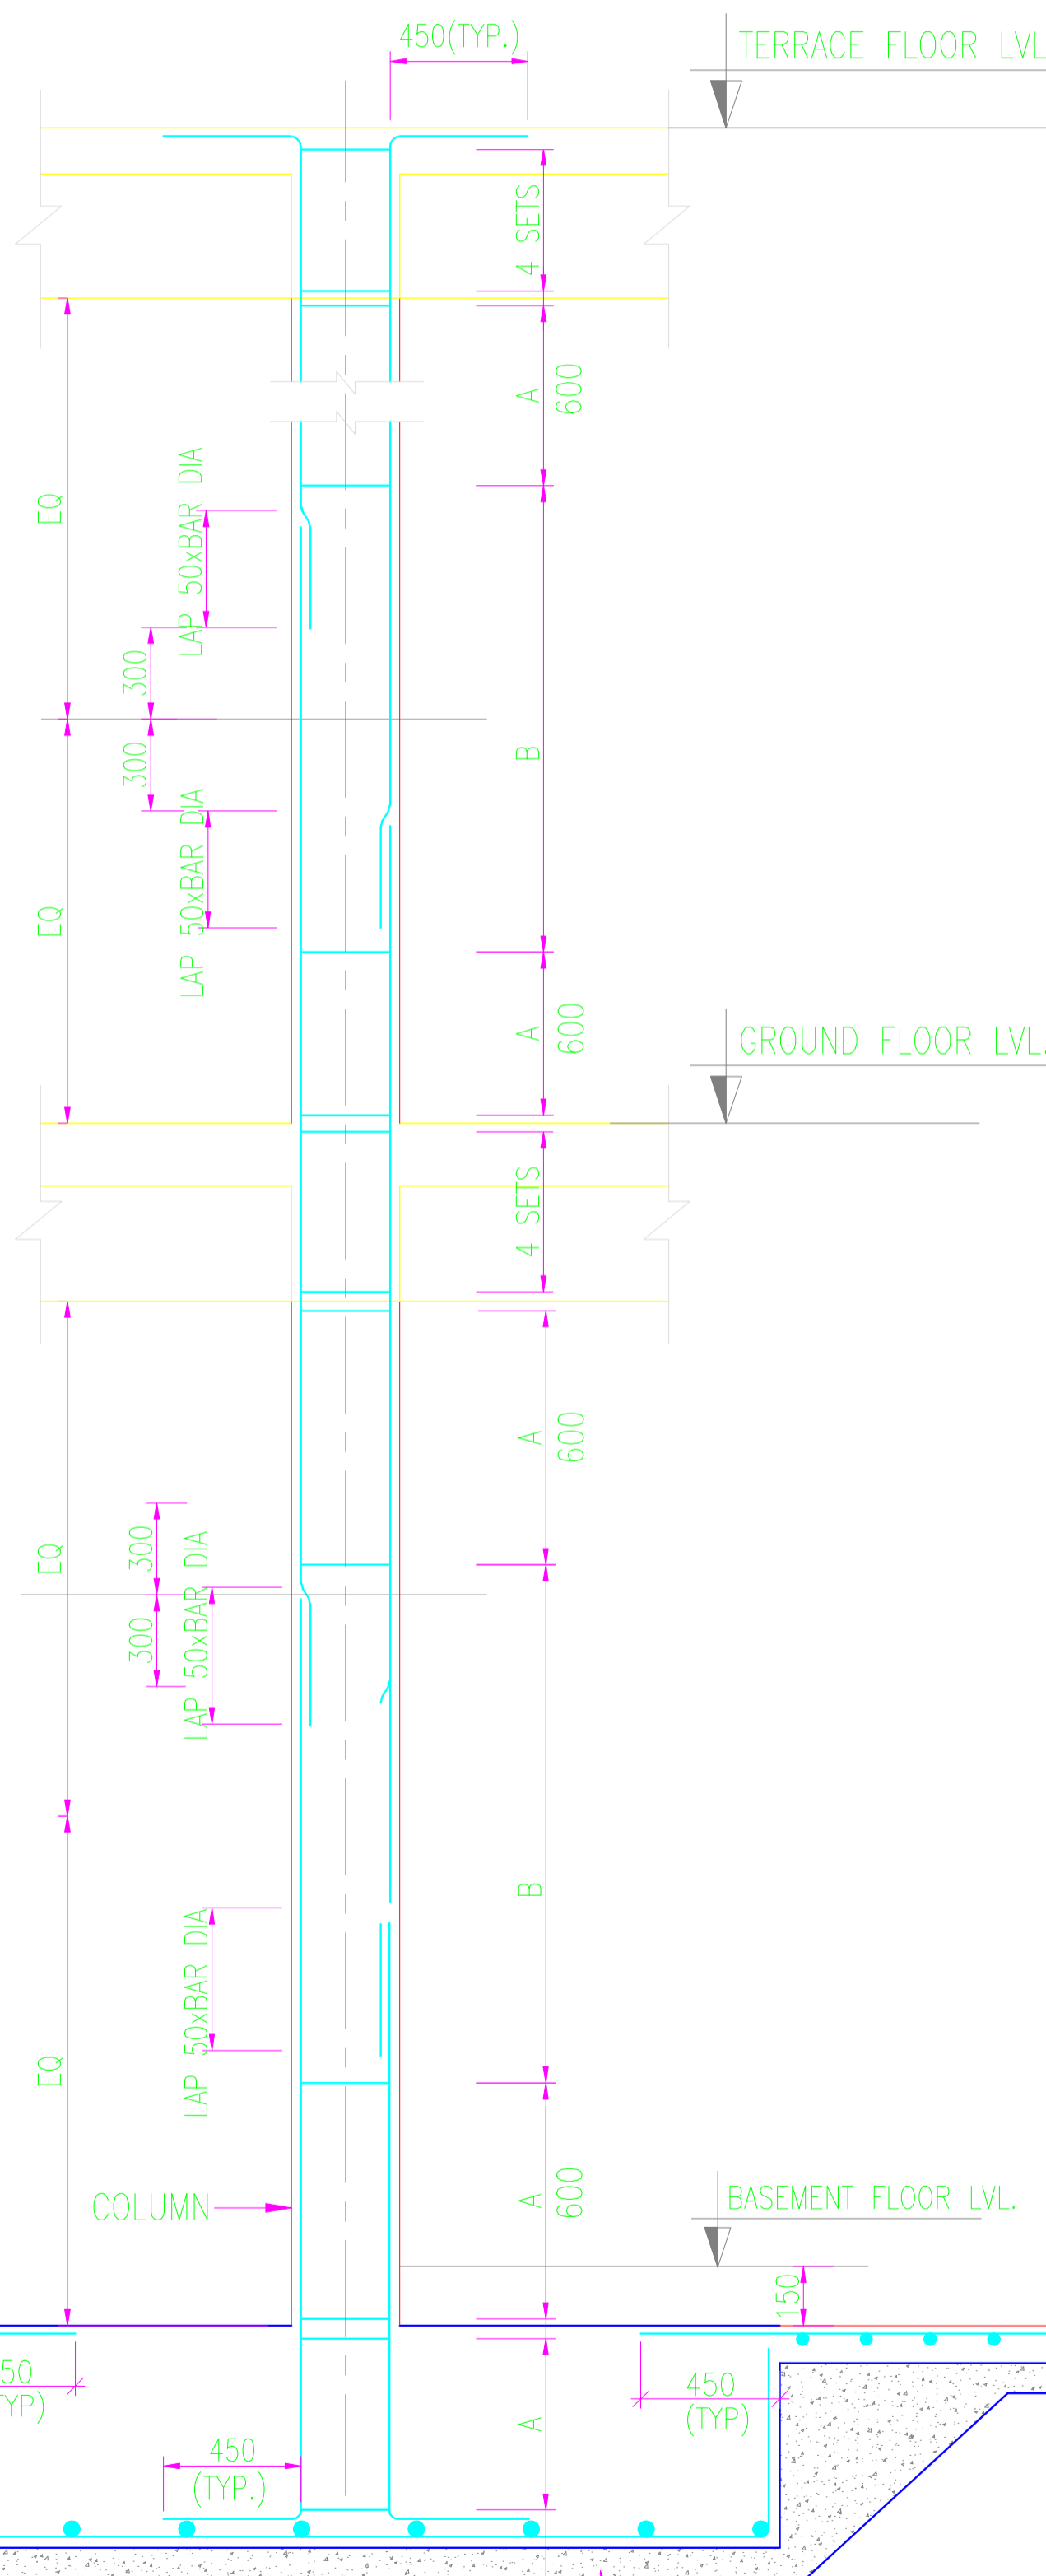 450(TYP.)
TERRACE FLOOR LVL
4 SETS
A
600
LAP 50xBAR DIA
EQ
300
B
300
LAP 50xBAR DIA
EQ
A
600
GROUND FLOOR LVL.
4 SETS
A
600
EQ
300
LAP 50xBAR DIA
300
B
LAP 50xBAR DIA
EQ
A
600
COLUMN
BASEMENT FLOOR LVL.
150
50
TYP)
450
(TYP)
A
450
(TYP.)